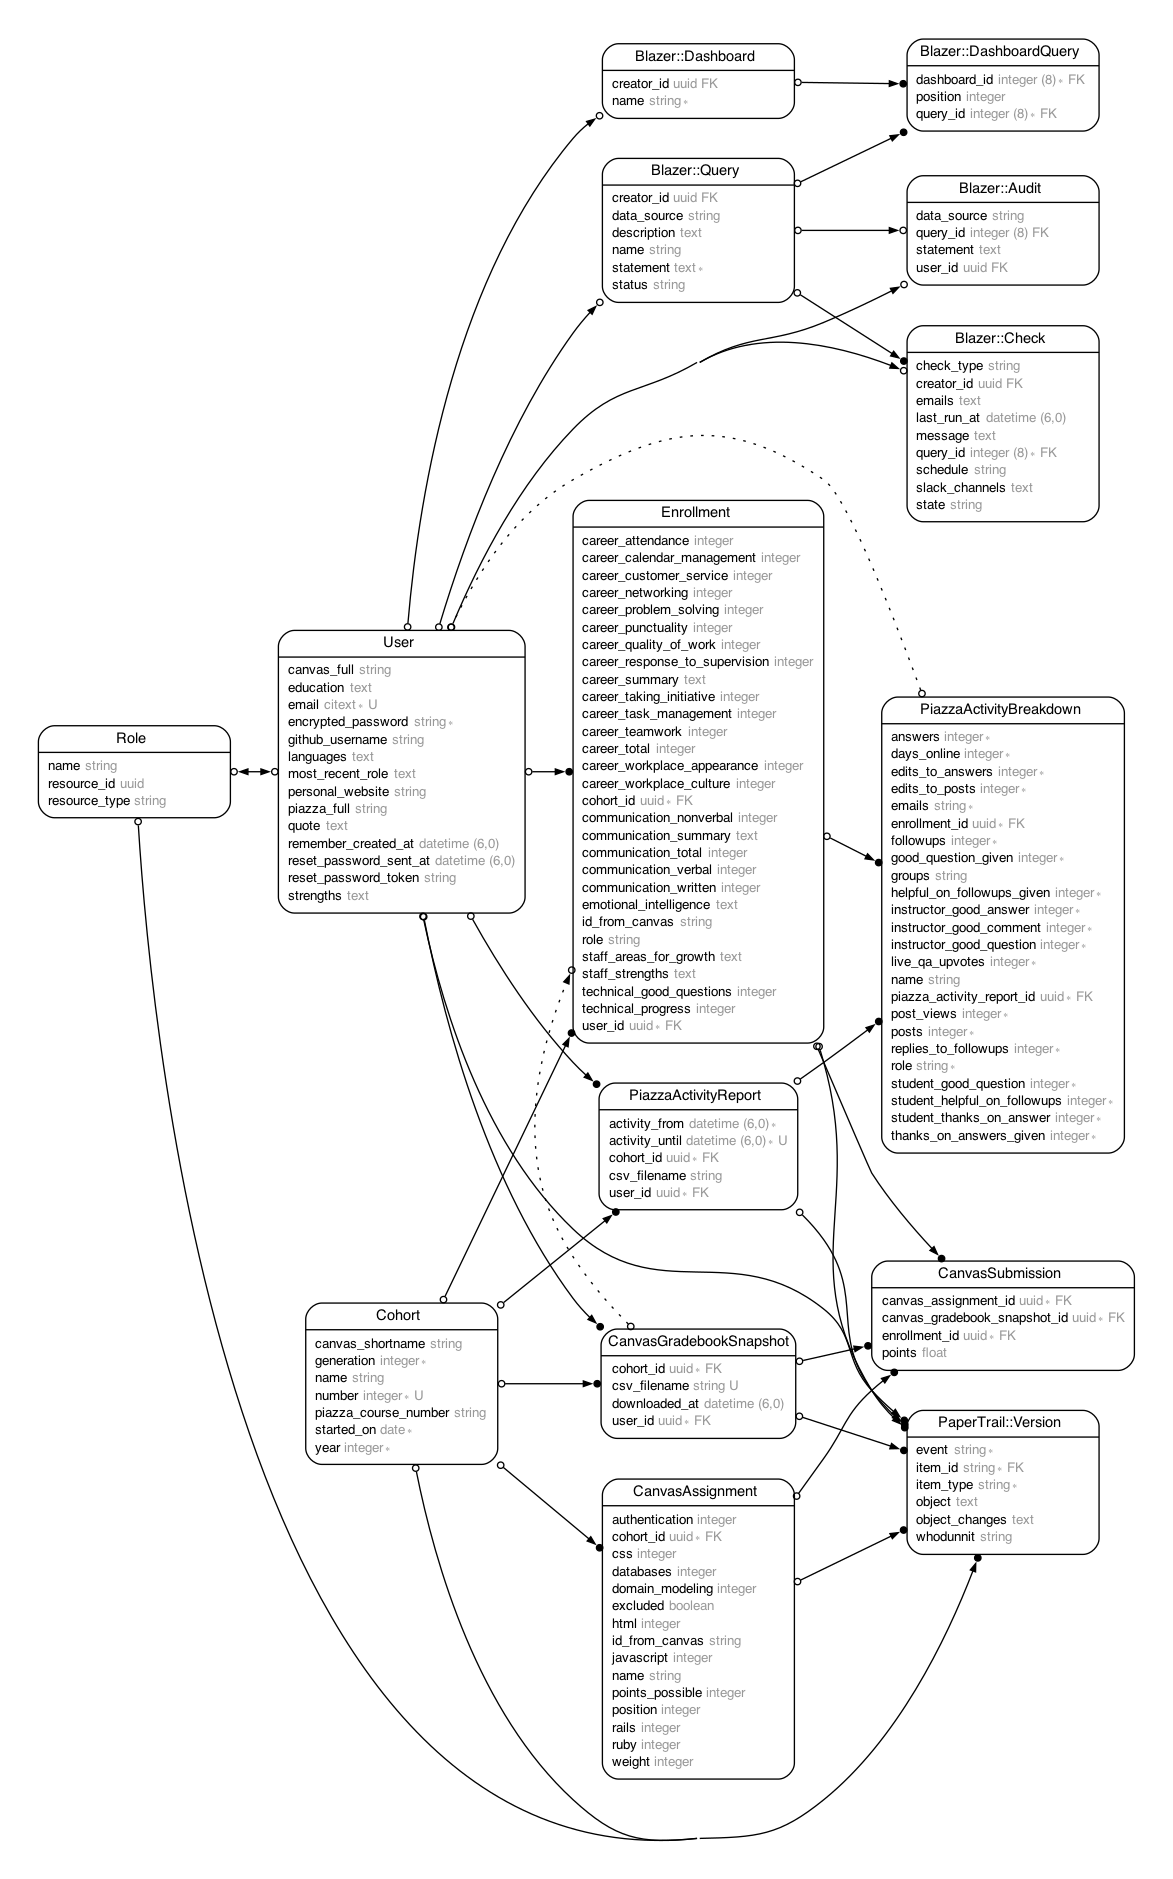 Blazer::Dashboard
creator_id uuid FK
name string∗
Blazer::DashboardQuery
dashboard_id integer (8)∗ FK
position integer
query_id integer (8)∗ FK
Blazer::Query
creator_id uuid FK
data_source string
description text
name string
statement text∗
status string
Blazer::Audit
data_source string
query_id integer (8) FK
statement text
user_id uuid FK
Blazer::Check
check_type string
creator_id uuid FK
emails text
last_run_at datetime (6,0)
message text
query_id integer (8)∗ FK
schedule string
slack_channels text
state string
Enrollment
career_attendance integer
career_calendar_management integer
career_customer_service integer
career_networking integer
career_problem_solving integer
career_punctuality integer
career_quality_of_work integer
career_response_to_supervision integer
career_summary text
career_taking_initiative integer
career_task_management integer
career_teamwork integer
career_total integer
career_workplace_appearance integer
career_workplace_culture integer
cohort_id uuid∗ FK
communication_nonverbal integer
communication_summary text
communication_total integer
communication_verbal integer
communication_written integer
emotional_intelligence text
id_from_canvas string
role string
staff_areas_for_growth text
staff_strengths text
technical_good_questions integer
technical_progress integer
user_id uuid∗ FK
User
canvas_full string
education text
email citext∗ U
encrypted_password string∗
github_username string
languages text
most_recent_role text
personal_website string
piazza_full string
quote text
remember_created_at datetime (6,0)
reset_password_sent_at datetime (6,0)
reset_password_token string
strengths text
Role
name string
resource_id uuid
resource_type string
PiazzaActivityBreakdown
answers integer∗
days_online integer∗
edits_to_answers integer∗
edits_to_posts integer∗
emails string∗
enrollment_id uuid∗ FK
followups integer∗
good_question_given integer∗
groups string
helpful_on_followups_given integer∗
instructor_good_answer integer∗
instructor_good_comment integer∗
instructor_good_question integer∗
live_qa_upvotes integer∗
name string
piazza_activity_report_id uuid∗ FK
post_views integer∗
posts integer∗
replies_to_followups integer∗
role string∗
student_good_question integer∗
student_helpful_on_followups integer∗
student_thanks_on_answer integer∗
thanks_on_answers_given integer∗
PiazzaActivityReport
activity_from datetime (6,0)∗
activity_until datetime (6,0)∗ U
cohort_id uuid∗ FK
csv_filename string
user_id uuid∗ FK
CanvasSubmission
canvas_assignment_id uuid∗ FK
canvas_gradebook_snapshot_id uuid∗ FK
enrollment_id uuid∗ FK
points float
Cohort
canvas_shortname string
generation integer∗
name string
number integer∗ U
piazza_course_number string
started_on date∗
year integer∗
CanvasGradebookSnapshot
cohort_id uuid∗ FK
csv_filename string U
downloaded_at datetime (6,0)
user_id uuid∗ FK
PaperTrail::Version
event string∗
item_id string∗ FK
item_type string∗
object text
object_changes text
whodunnit string
CanvasAssignment
authentication integer
cohort_id uuid∗ FK
css integer
databases integer
domain_modeling integer
excluded boolean
html integer
id_from_canvas string
javascript integer
name string
points_possible integer
position integer
rails integer
ruby integer
weight integer